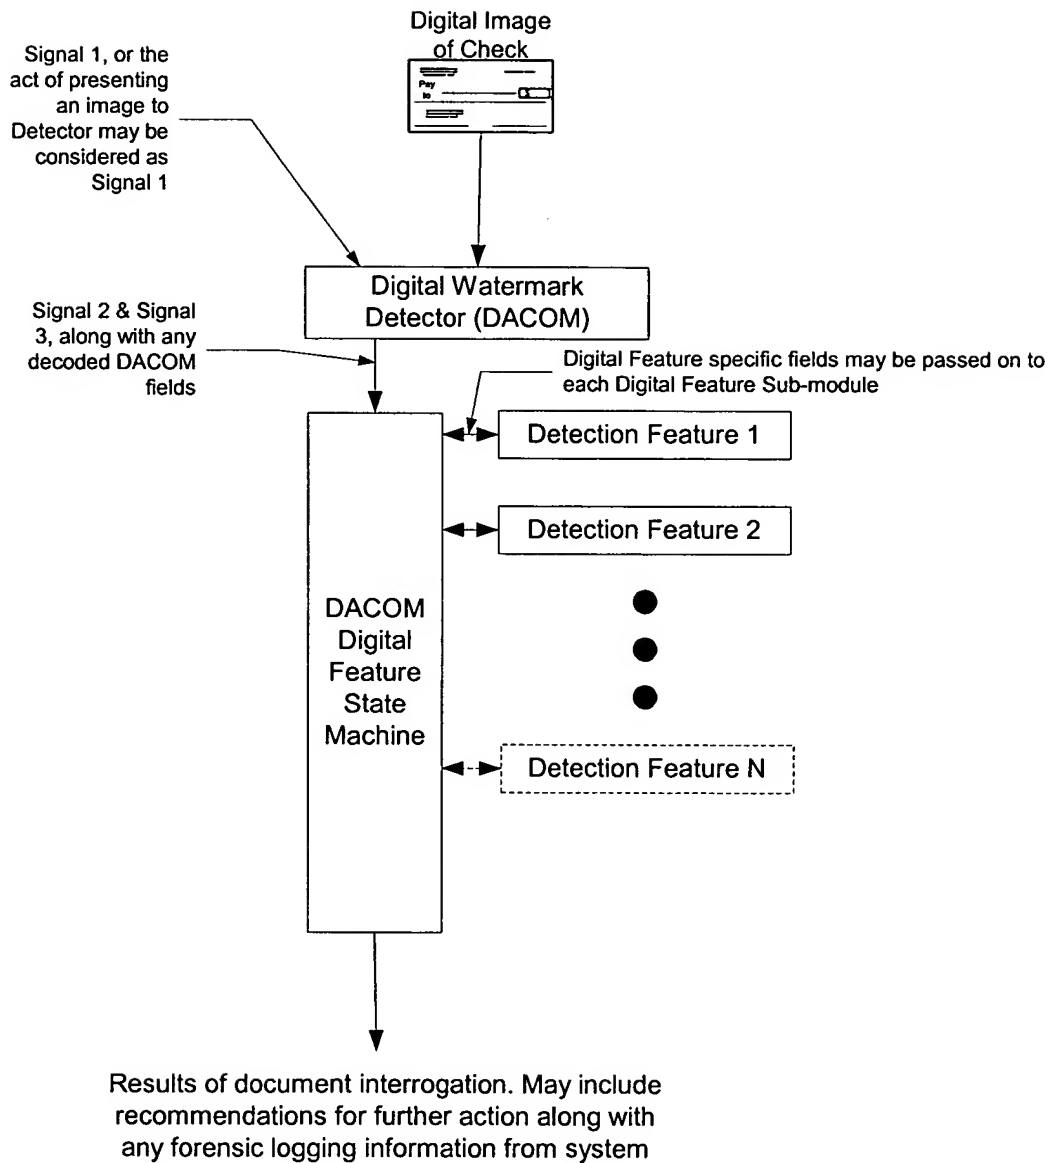 Digital Image
of Check
Signal 1, or the
act of presenting
an image to
Detector may be
considered as
Signal 1
Pay
to
Digital Watermark
Detector (DACOM)
Signal 2 & Signal
3, along with any
decoded DACOM
fields
Digital Feature specific fields may be passed on to
each Digital Feature Sub-module
Detection Feature 1
Detection Feature 2
DACOM
Digital
Feature
State
Machine
Detection Feature N
Results of document interrogation. May include
recommendations for further action along with
any forensic logging information from system